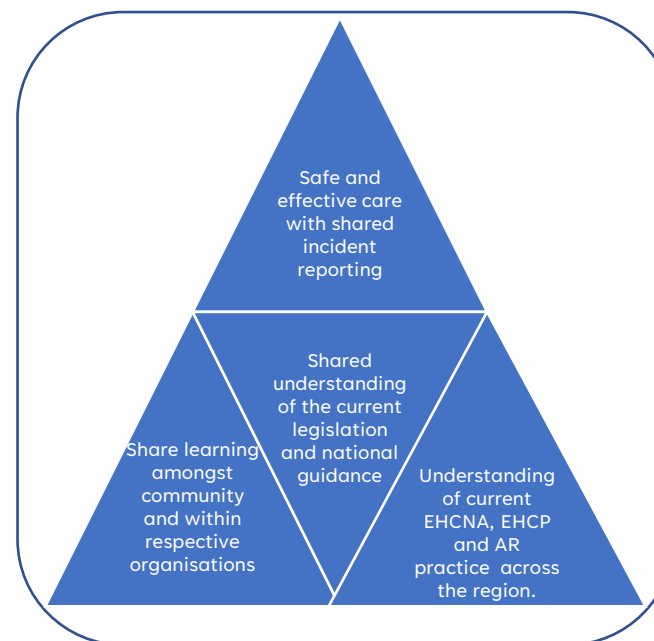 Safe and
effective care
with shared
incident
reporting
Shared
understanding
of the current
legislation
and national
guidance
Share learning
amongst
community
and within
respective
organisations
Understanding
of current
EHCNA, EHCP
and AR
practice across
the region.